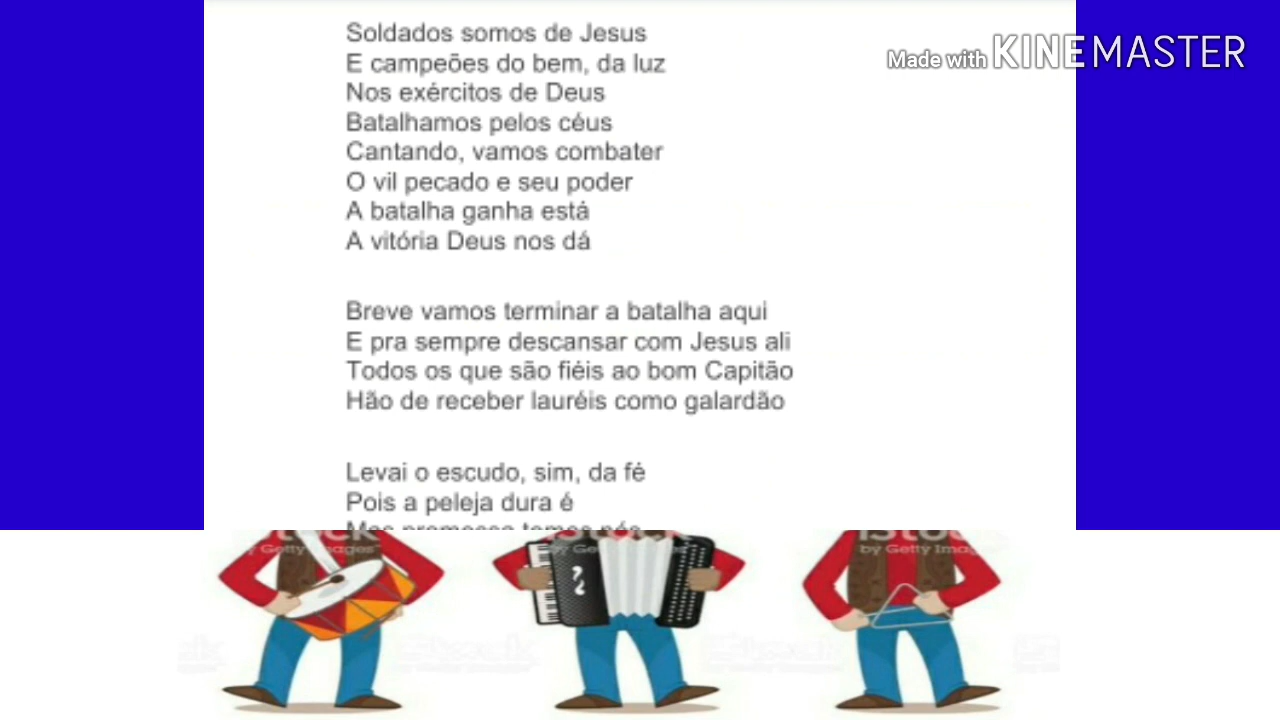 Soldados somos de Jesus
E campeões do bem, da luz
Nos exércitos de Deus
Batalhamos pelos céus
Cantando, vamos combater
O vil pecado e seu poder
A batalha ganha está
A vitória Deus nos dá
Breve vamos terminar a batalha aqui
E pra sempre descansar com Jesus ali
Todos os que são fiéis ao bom Capitão
Hão de receber lauréis como galardão
Levai o escudo, sim, da fé
Pois a peleja dura é
Made with KINEMASTER
by Getty Images